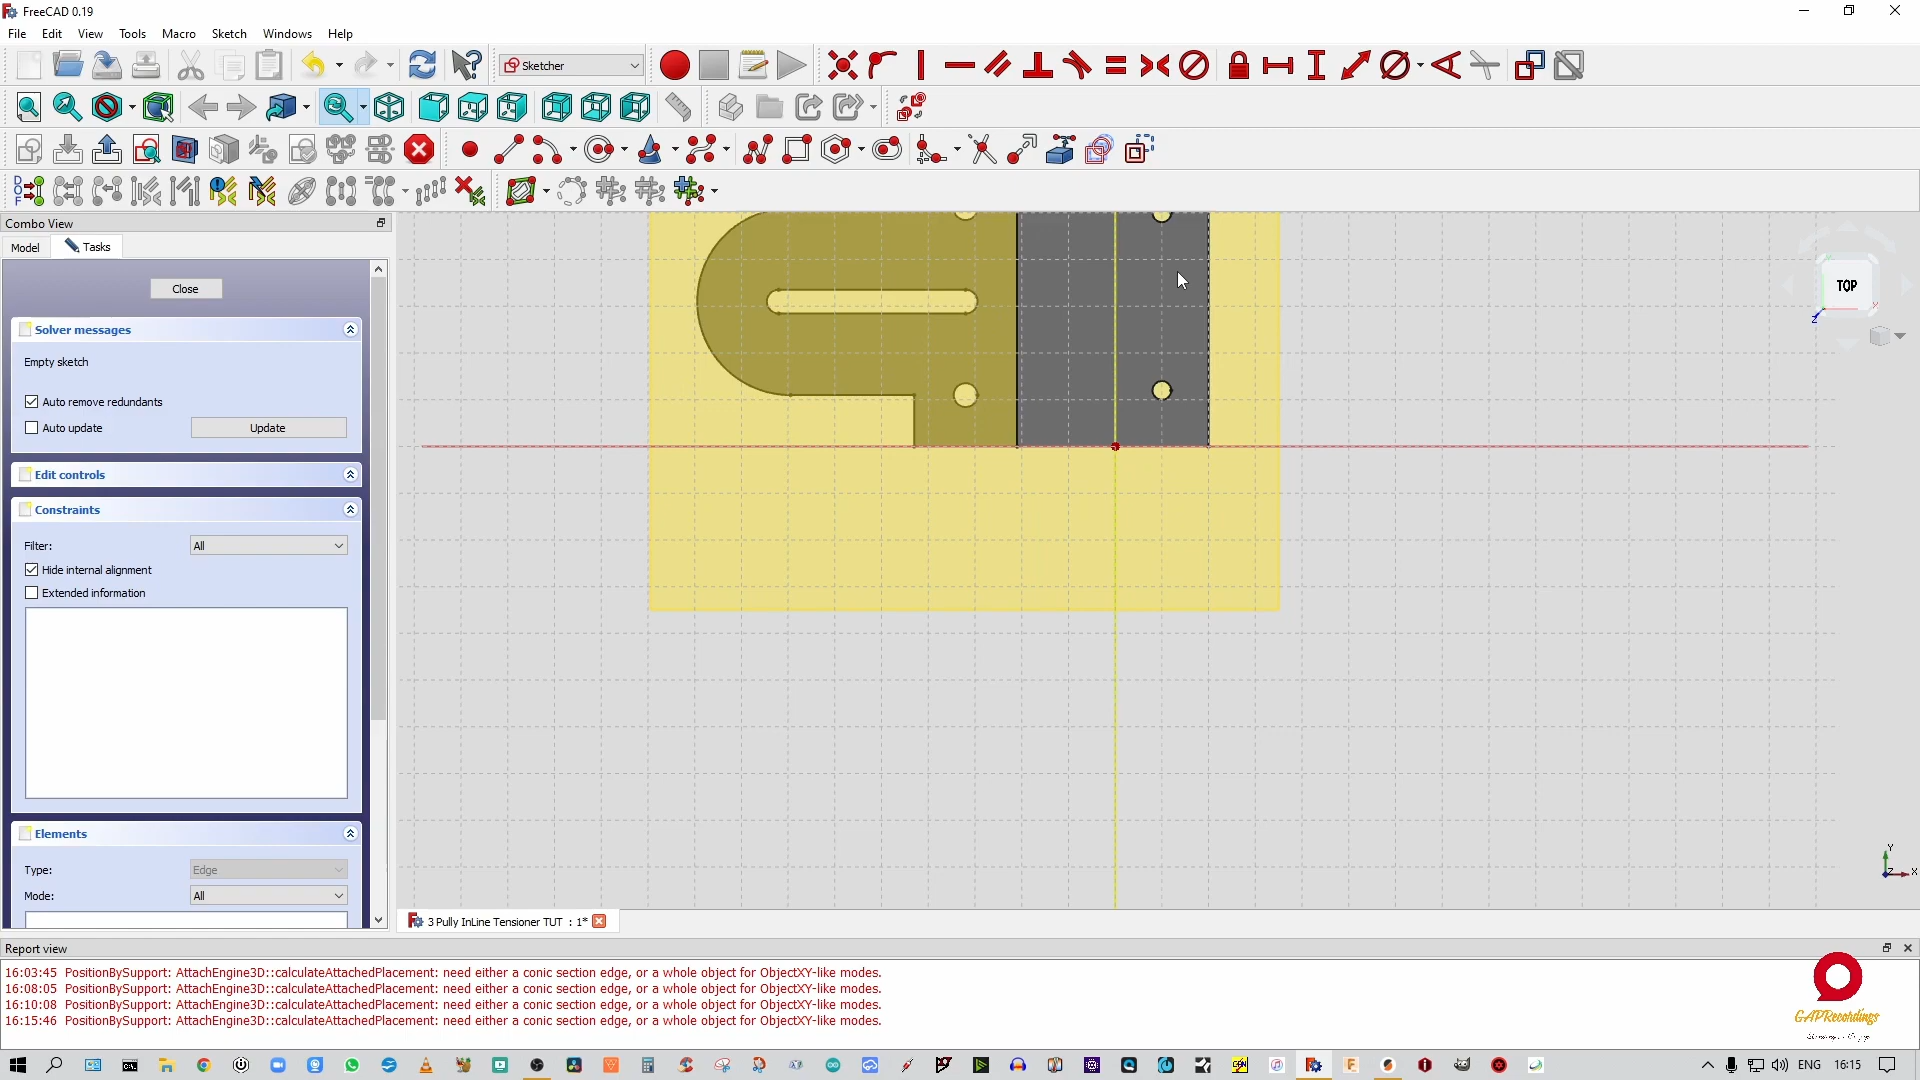 FreeCAD 0.19
File Edit View Tools Macro Sketch Windows Help
Sketcher
Combo View
Model Tasks
Close
Solver messages
Empty sketch
Auto remove redundants
Auto update Update
Edit controls
Constraints
Filter: All
Hide internal alignment
Extended information
Elements
Type: Edge
Mode: All
TOP
3 Pully InLine Tensioner TUT : 1*
Report view
16:03:45 PositionBySupport: AttachEngine3D::calculateAttachedPlacement: need either a conic section edge, or a whole object for ObjectXY-like modes.
16:08:05 PositionBySupport: AttachEngine3D::calculateAttachedPlacement: need either a conic section edge, or a whole object for ObjectXY-like modes.
16:10:08 PositionBySupport: AttachEngine3D::calculateAttachedPlacement: need either a conic section edge, or a whole object for ObjectXY-like modes.
16:15:46 PositionBySupport: AttachEngine3D::calculateAttachedPlacement: need either a conic section edge, or a whole object for ObjectXY-like modes.
GAPRecordings
ENG 16:15